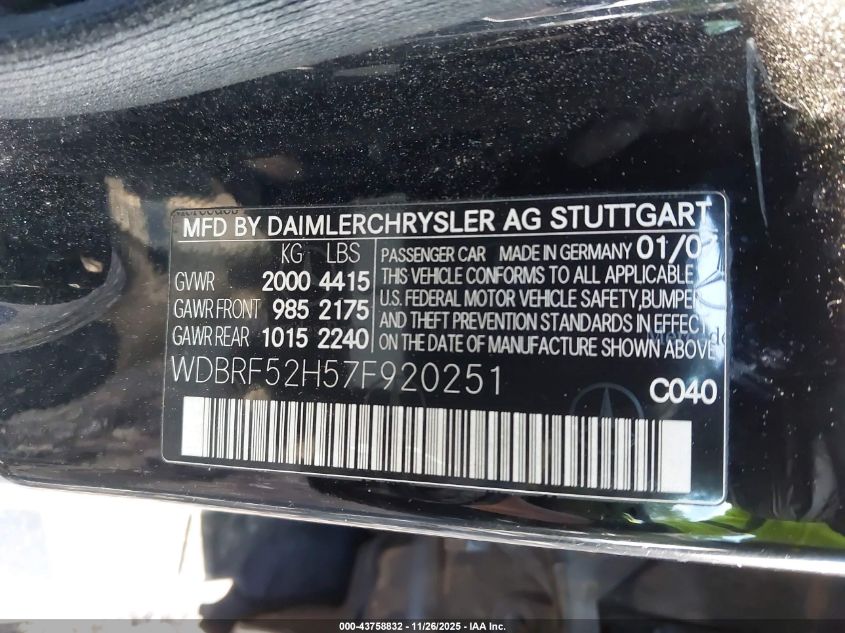 MFD BY DAIMLERCHRYSLER AG STUTTGART
KG LBS
GVWR 2000 4415
GAWR FRONT 985 2175
GAWR REAR 1015 2240
PASSENGER CAR MADE IN GERMANY 01/0
THIS VEHICLE CONFORMS TO ALL APPLICABLE
U.S. FEDERAL MOTOR VEHICLE SAFETY, BUMPER
AND THEFT PREVENTION STANDARDS IN EFFECT
ON THE DATE OF MANUFACTURE SHOWN ABOVE
WDBRF52H57F920251
C040
000-43758832 - 11/26/2025 - IAA Inc.